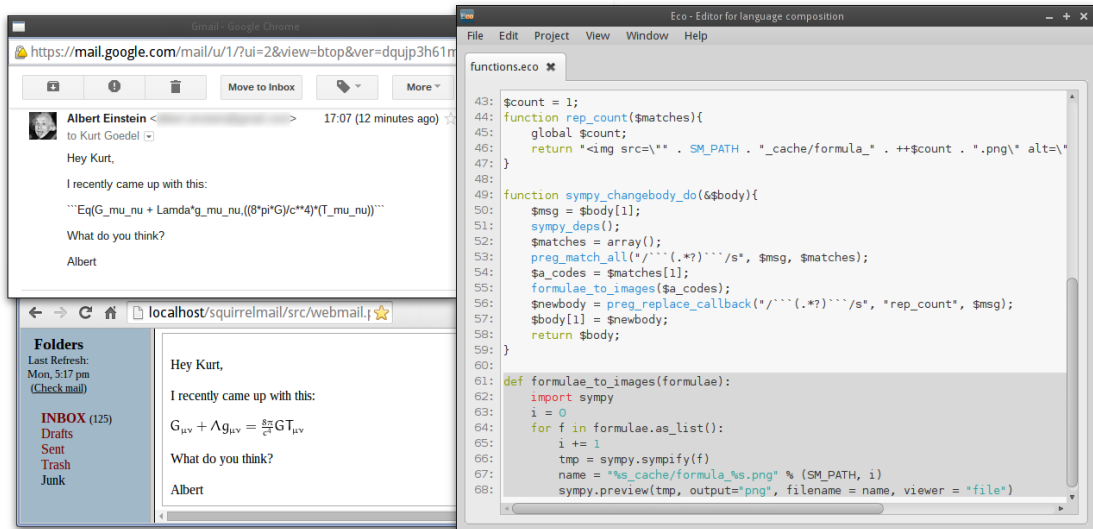 Gmail - Google Chrome
https://mail.google.com/mail/u/1/?ui=2&view=btop&ver=dqujp3h61m
Move to Inbox
More
Albert Einstein < > 17:07 (12 minutes ago)
to Kurt Goedel
Hey Kurt,
I recently came up with this:
```Eq(G_mu_nu + Lamda*g_mu_nu,((8*pi*G)/c**4)*(T_mu_nu))```
What do you think?
Albert
localhost/squirrelmail/src/webmail.p
Folders
Last Refresh:
Mon, 5:17 pm
(Check mail)
INBOX (125)
Drafts
Sent
Trash
Junk
Hey Kurt,
I recently came up with this:
Gμν + Λgμν = 8π/c⁴ GTμν
What do you think?
Albert
Eco
Eco - Editor for language composition
File Edit Project View Window Help
functions.eco
43: $count = 1;
44: function rep_count($matches){
45:     global $count;
46:     return "<img src=\"" . SM_PATH . "_cache/formula_" . ++$count . ".png\" alt=\"
47: }
48:
49: function sympy_changebody_do(&$body){
50:     $msg = $body[1];
51:     sympy_deps();
52:     $matches = array();
53:     preg_match_all("/```(.*?)```/s", $msg, $matches);
54:     $a_codes = $matches[1];
55:     formulae_to_images($a_codes);
56:     $newbody = preg_replace_callback("/```(.*?)```/s", "rep_count", $msg);
57:     $body[1] = $newbody;
58:     return $body;
59: }
60:
61: def formulae_to_images(formulae):
62:     import sympy
63:     i = 0
64:     for f in formulae.as_list():
65:         i += 1
66:         tmp = sympy.sympify(f)
67:         name = "%s_cache/formula_%s.png" % (SM_PATH, i)
68:         sympy.preview(tmp, output="png", filename = name, viewer = "file")